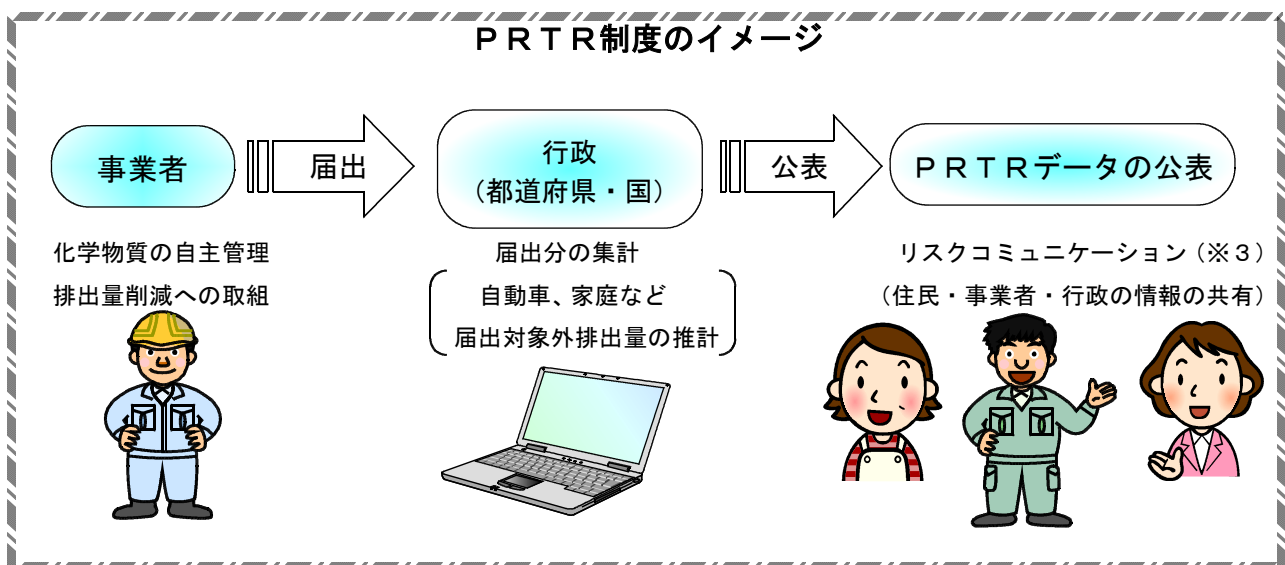 ＰＲＴＲ制度のイメージ
事業者
届出
行政
（都道府県・国）
公表
ＰＲＴＲデータの公表
化学物質の自主管理
排出量削減への取組
届出分の集計
自動車、家庭など
届出対象外排出量の推計
リスクコミュニケーション（※３）
（住民・事業者・行政の情報の共有）